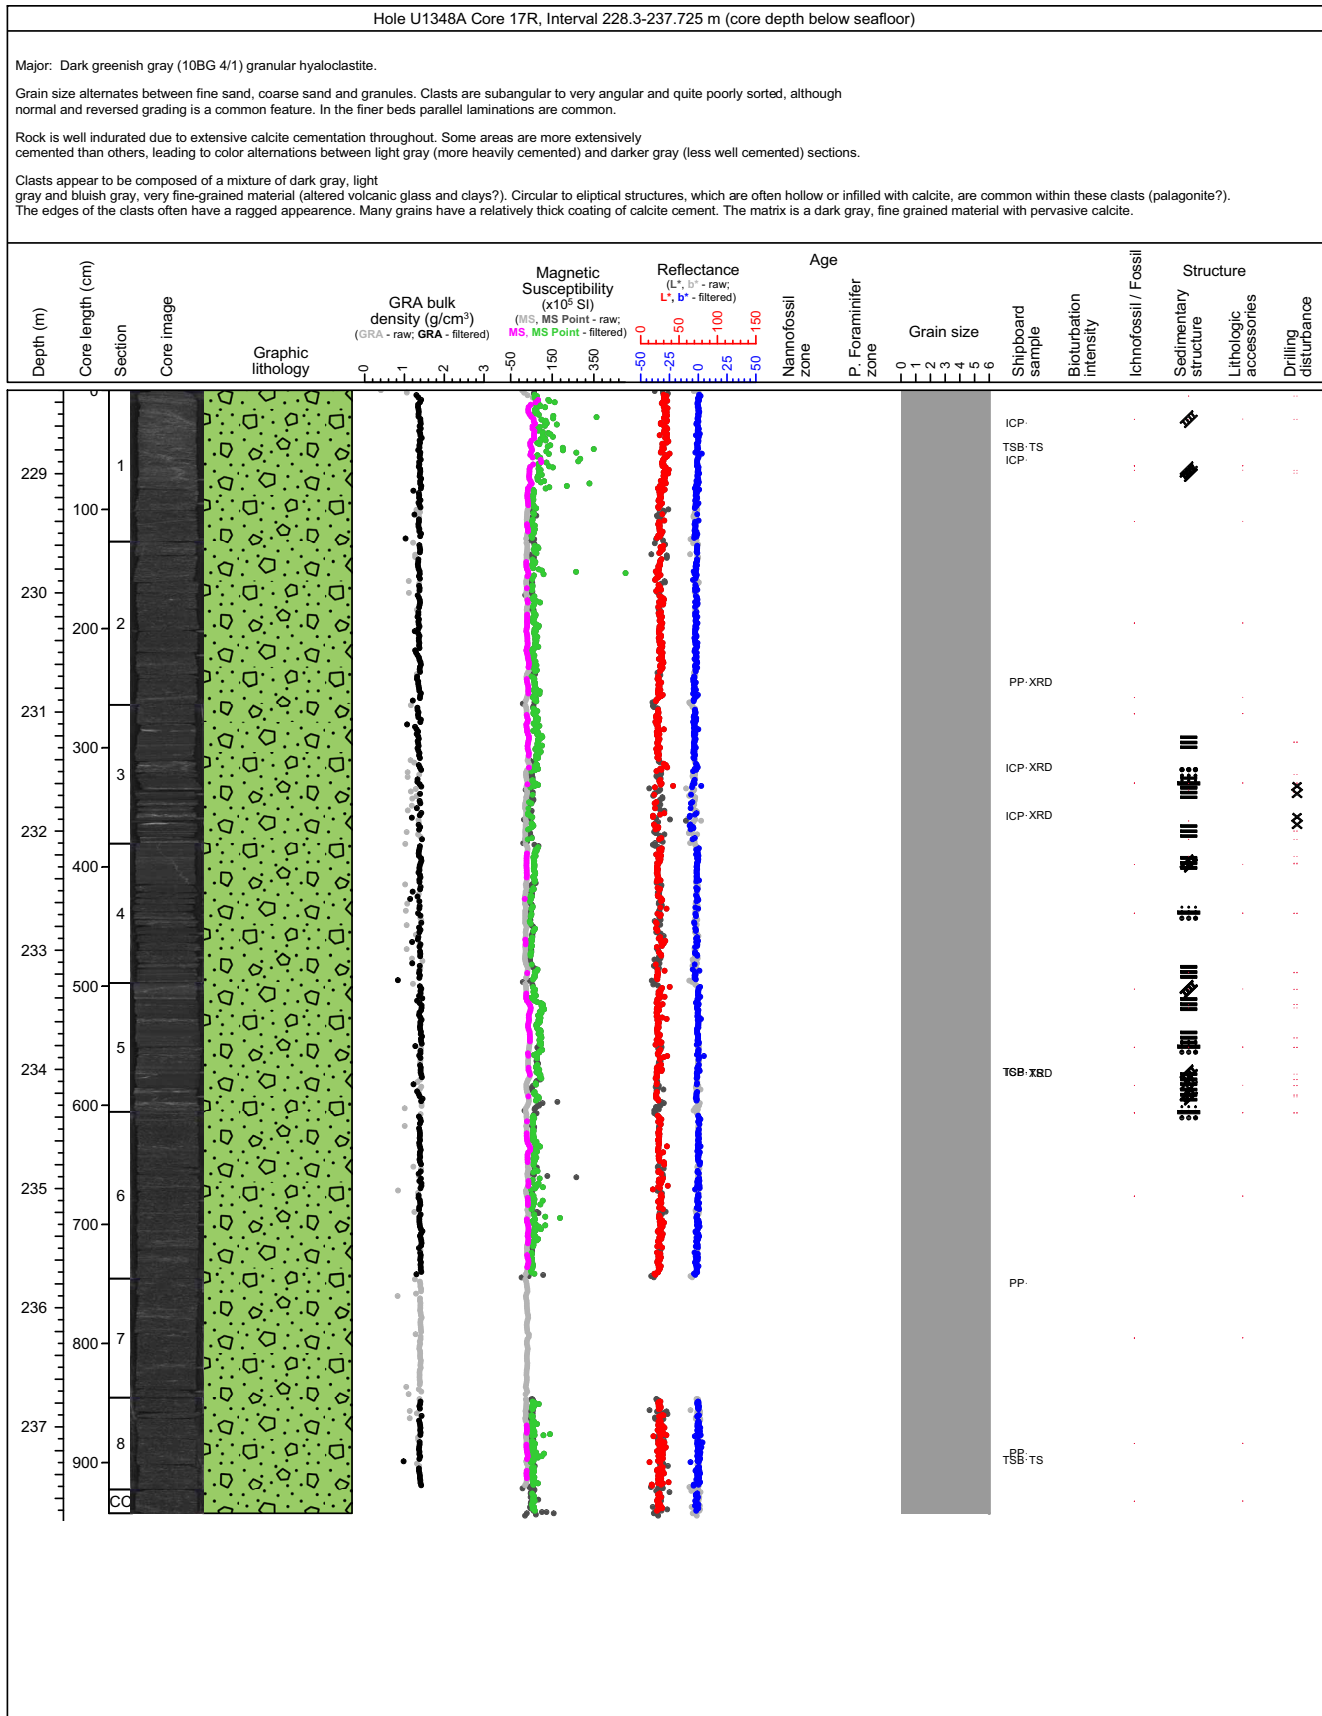 Hole U1348A Core 17R, Interval 228.3-237.725 m (core depth below seafloor)
Major: Dark greenish gray (10BG 4/1) granular hyaloclastite.
Grain size alternates between fine sand, coarse sand and granules. Clasts are subangular to very angular and quite poorly sorted, although
normal and reversed grading is a common feature. In the finer beds parallel laminations are common.
Rock is well indurated due to extensive calcite cementation throughout. Some areas are more extensively
cemented than others, leading to color alternations between light gray (more heavily cemented) and darker gray (less well cemented) sections.
Clasts appear to be composed of a mixture of dark gray, light
gray and bluish gray, very fine-grained material (altered volcanic glass and clays?). Circular to eliptical structures, which are often hollow or infilled with calcite, are common within these clasts (palagonite?).
The edges of the clasts often have a ragged appearence. Many grains have a relatively thick coating of calcite cement. The matrix is a dark gray, fine grained material with pervasive calcite.
Depth (m)
Core length (cm)
Section
Core image
Graphic
lithology
GRA bulk
density (g/cm³)
(GRA - raw; GRA - filtered)
0 1 2 3
Magnetic
Susceptibility
(x10⁵ SI)
(MS, MS Point - raw;
MS, MS Point - filtered)
-50 150 350
Reflectance
(L*, b* - raw;
L*, b* - filtered)
0 50 100 150
-50 -25 0 25 50
Age
Nannofossil
zone
P. Foraminifer
zone
Grain size
0 1 2 3 4 5 6
Shipboard
sample
Bioturbation
intensity
Ichnofossil / Fossil
Structure
Sedimentary
structure
Lithologic
accessories
Drilling
disturbance
0
ICP
1
TSB TS
ICP
229
100
230
200
2
PP XRD
231
300
3
ICP XRD
ICP XRD
232
400
4
233
500
5
234
XRD
600
235
6
700
PP
236
7
800
237
8
PP
TSB TS
900
CC